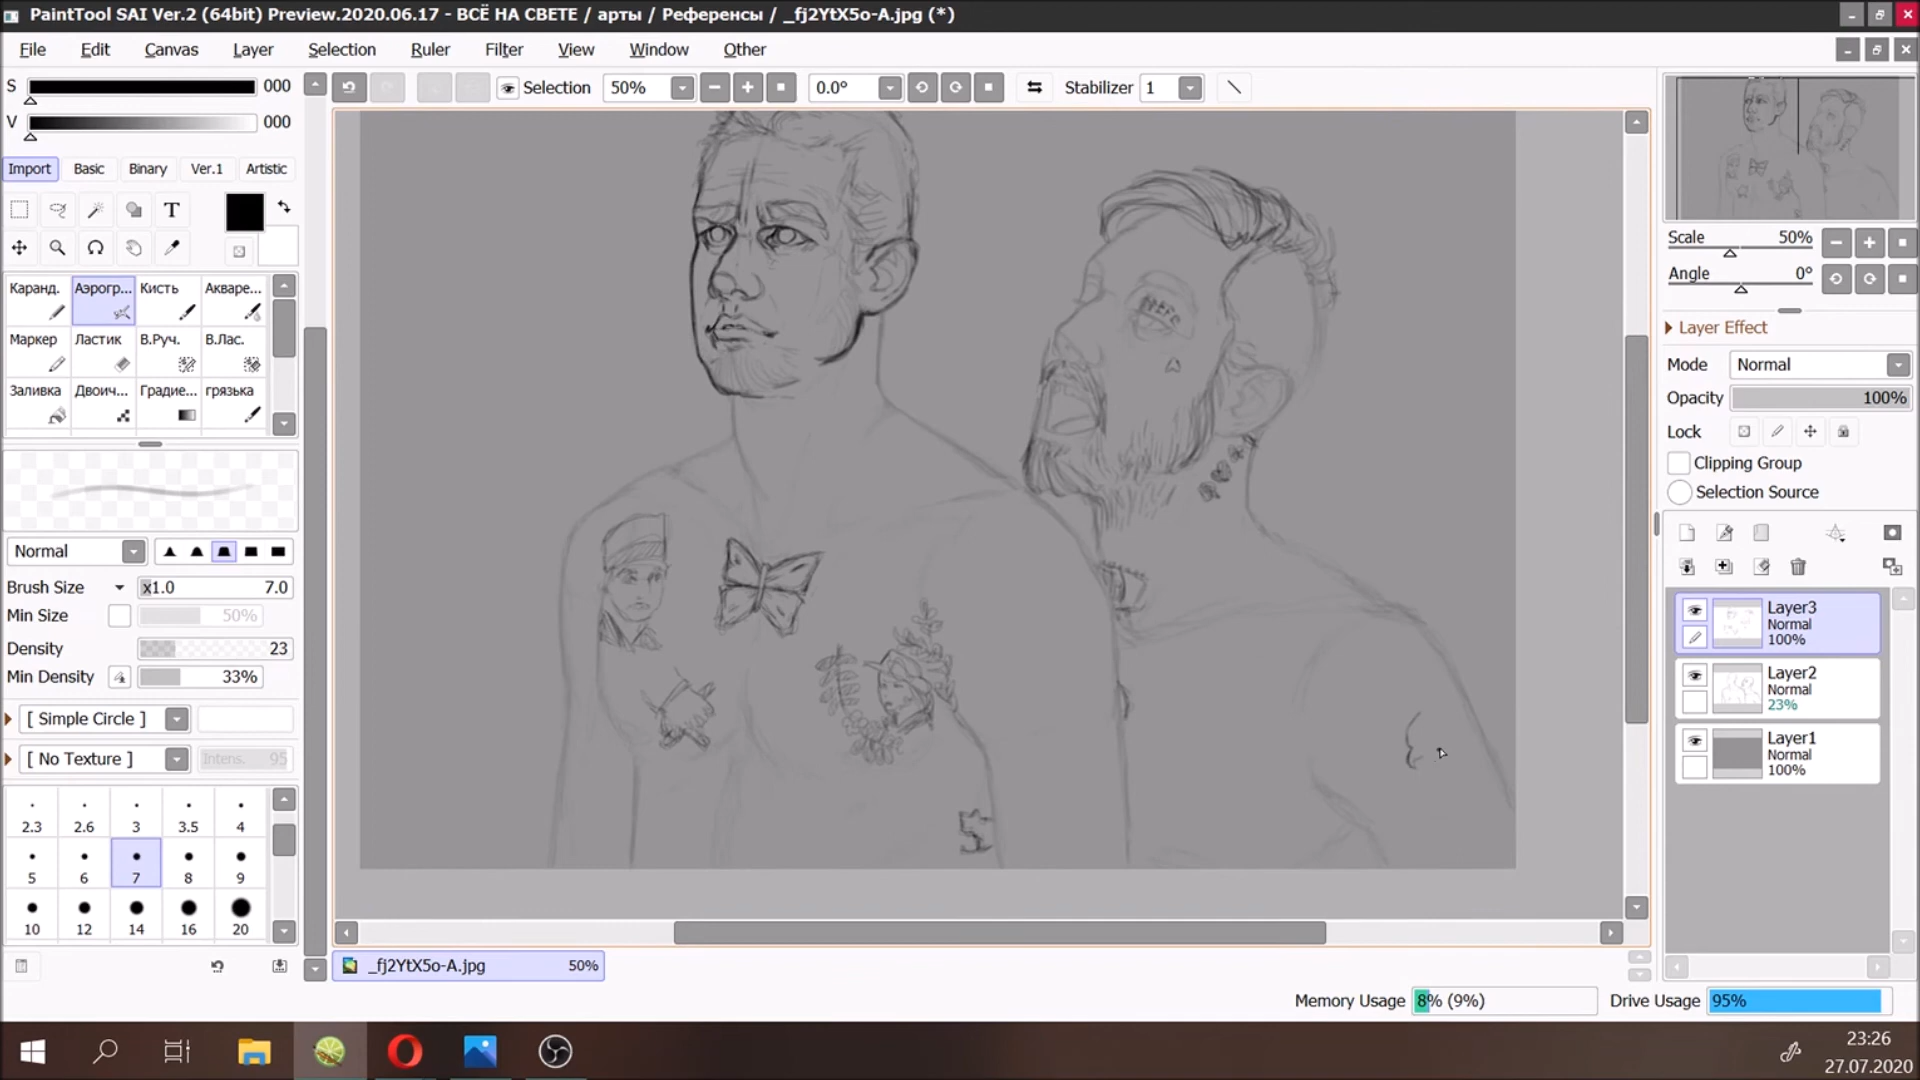 PaintTool SAI Ver.2 (64bit) Preview.2020.06.17 - ВСЁ НА СВЕТЕ / арты / Референсы / _fj2YtX5o-A.jpg (*)
File Edit Canvas Layer Selection Ruler Filter View Window Other
S 000
V 000
Selection 50% 0.0° Stabilizer 1
Import Basic Binary Ver.1 Artistic
T
Каранд. Аэрогр... Кисть Акваре...
Маркер Ластик В.Руч. В.Лас.
Заливка Двоич... Градие... грязька
Normal
Brush Size x1.0 7.0
Min Size 50%
Density 23
Min Density 33%
[ Simple Circle ]
[ No Texture ] Intens. 95
2.3 2.6 3 3.5 4
5 6 7 8 9
10 12 14 16 20
_fj2YtX5o-A.jpg 50%
Scale 50%
Angle 0°
Layer Effect
Mode Normal
Opacity 100%
Lock
Clipping Group
Selection Source
Layer3
Normal
100%
Layer2
Normal
23%
Layer1
Normal
100%
Memory Usage 8% (9%) Drive Usage 95%
23:26
27.07.2020